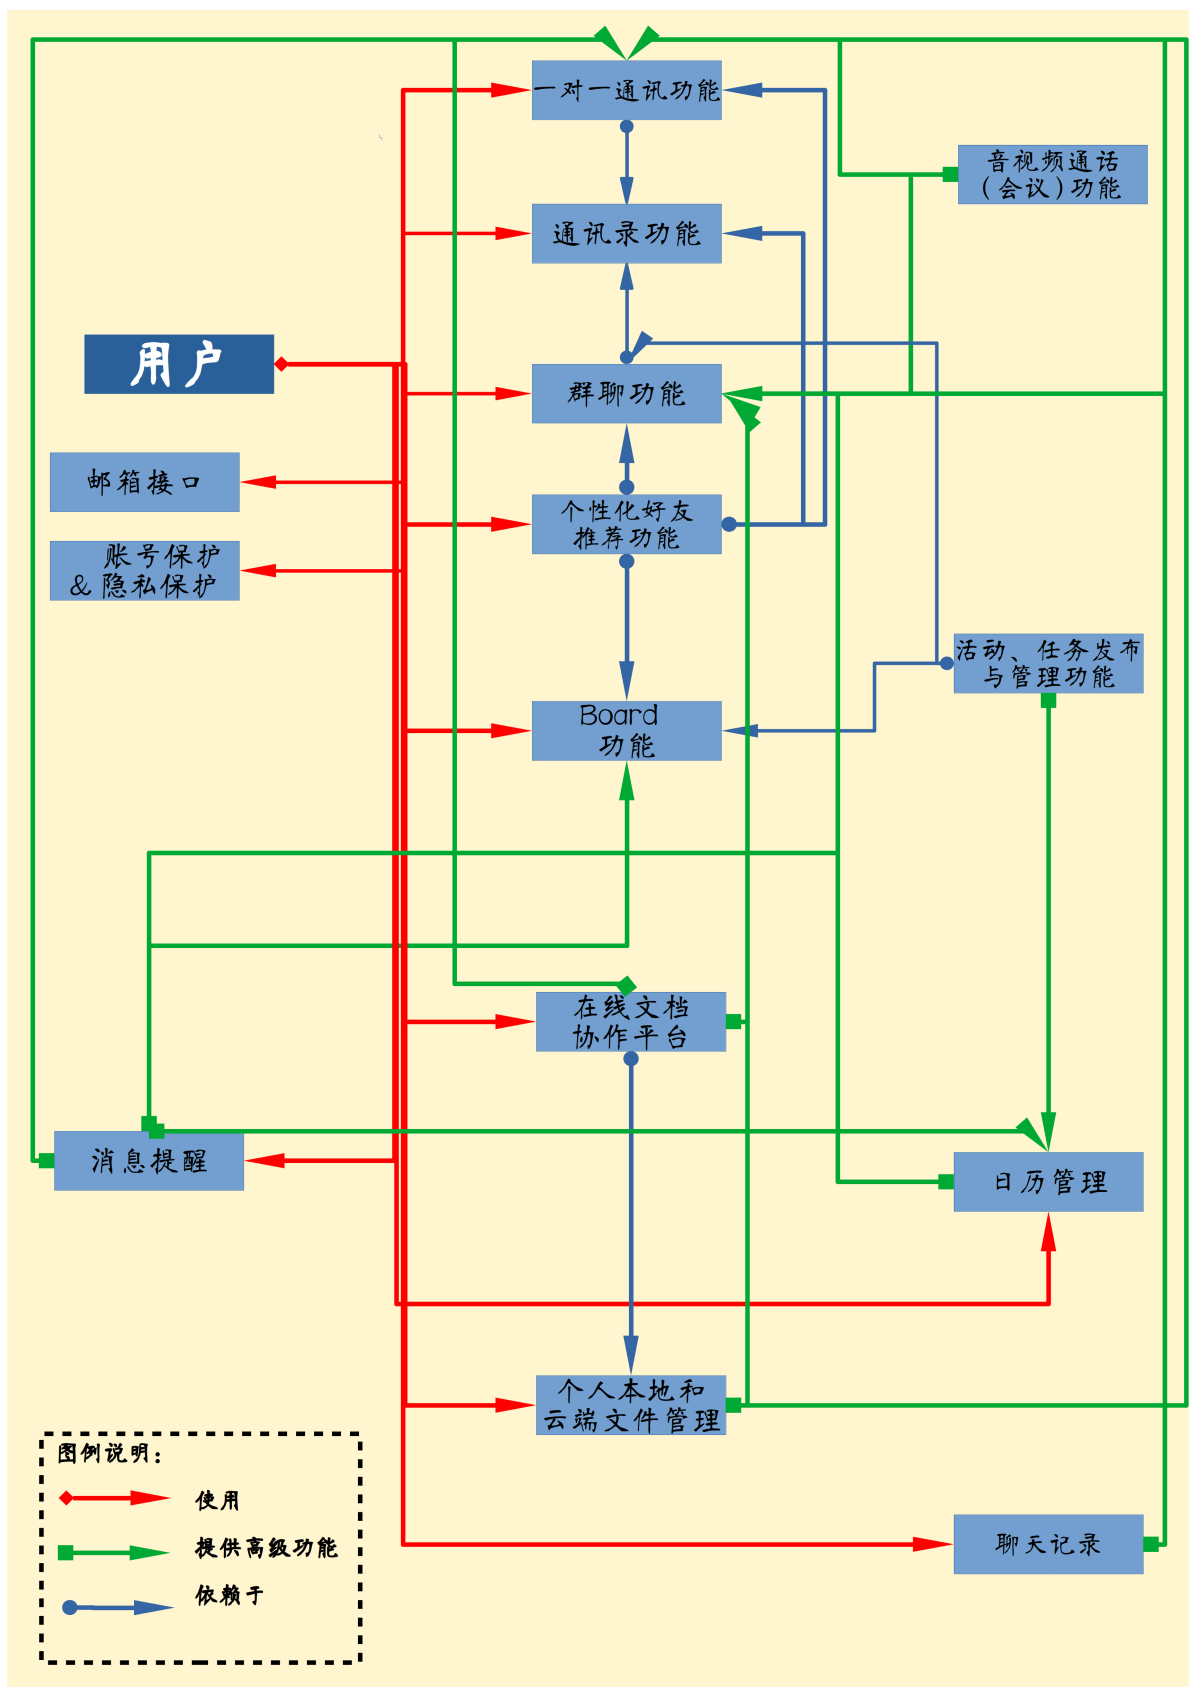 一对一通讯功能
音视频通话
(会议)功能
通讯录功能
用户
群聊功能
邮箱接口
个性化好友
推荐功能
账号保护
&隐私保护
活动、任务发布
与管理功能
Board
功能
在线文档
协作平台
消息提醒
日历管理
个人本地和
云端文件管理
图例说明:
使用
提供高级功能
依赖于
聊天记录